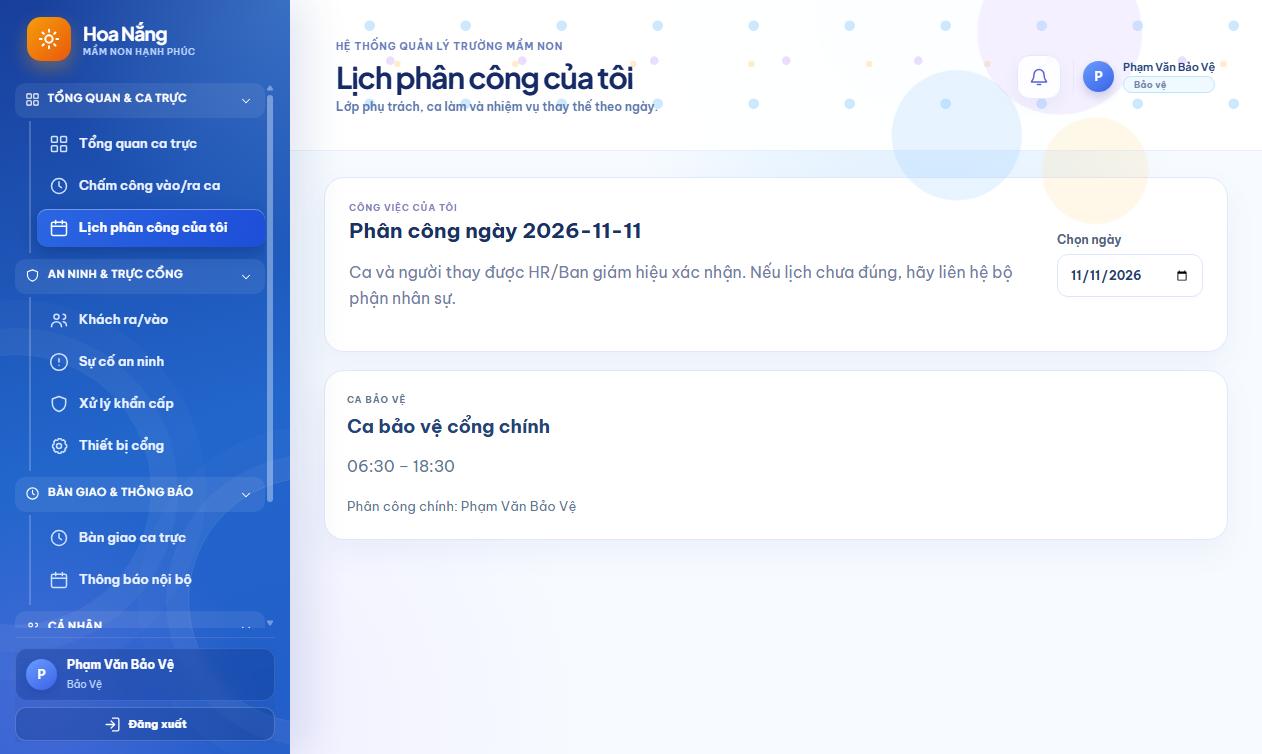 Hoa Nắng
MẦM NON HẠNH PHÚC
TỔNG QUAN & CA TRỰC
Tổng quan ca trực
Chấm công vào/ra ca
Lịch phân công của tôi
AN NINH & TRỰC CỔNG
Khách ra/vào
Sự cố an ninh
Xử lý khẩn cấp
Thiết bị cổng
BÀN GIAO & THÔNG BÁO
Bàn giao ca trực
Thông báo nội bộ
CÁ NHÂN
P
Phạm Văn Bảo Vệ
Bảo Vệ
Đăng xuất
HỆ THỐNG QUẢN LÝ TRƯỜNG MẦM NON
Lịch phân công của tôi
Lớp phụ trách, ca làm và nhiệm vụ thay thế theo ngày.
P
Phạm Văn Bảo Vệ
Bảo vệ
CÔNG VIỆC CỦA TÔI
Phân công ngày 2026-11-11
Ca và người thay được HR/Ban giám hiệu xác nhận. Nếu lịch chưa đúng, hãy liên hệ bộ
phận nhân sự.
Chọn ngày
11/11/2026
CA BẢO VỆ
Ca bảo vệ cổng chính
06:30 – 18:30
Phân công chính: Phạm Văn Bảo Vệ